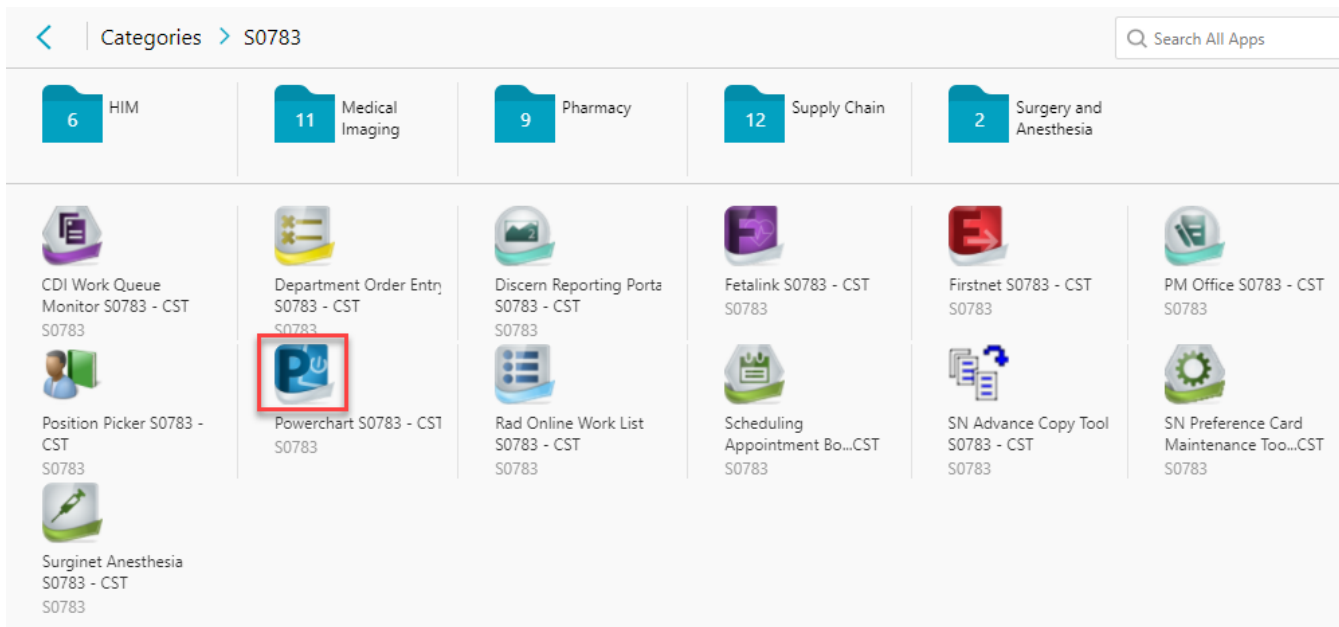 Categories > S0783
Search All Apps
6 HIM
11 Medical
Imaging
9 Pharmacy
12 Supply Chain
2 Surgery and
Anesthesia
CDI Work Queue
Monitor S0783 - CST
S0783
Department Order Entry
S0783 - CST
S0783
Discern Reporting Porta
S0783 - CST
S0783
Fetalink S0783 - CST
S0783
Firstnet S0783 - CST
S0783
PM Office S0783 - CST
S0783
Position Picker S0783 -
CST
S0783
Powerchart S0783 - CST
S0783
Rad Online Work List
S0783 - CST
S0783
Scheduling
Appointment Bo...CST
S0783
SN Advance Copy Tool
S0783 - CST
S0783
SN Preference Card
Maintenance Too...CST
S0783
Surginet Anesthesia
S0783 - CST
S0783